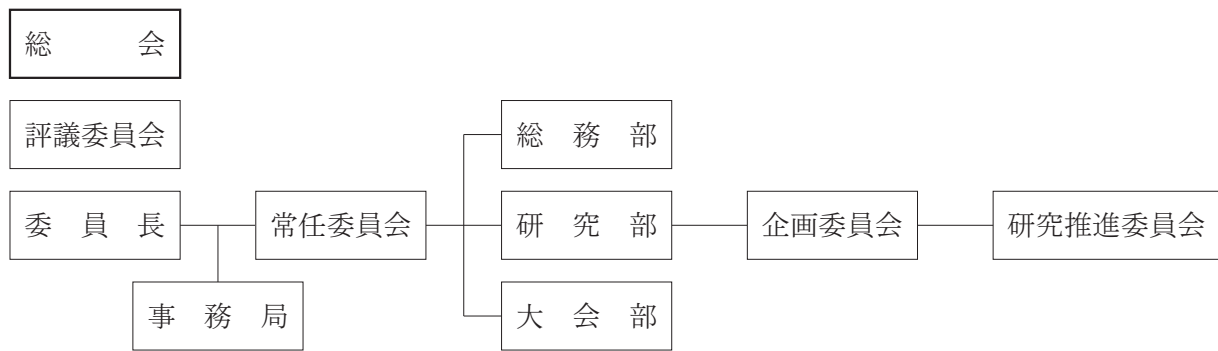 総　　会
評議委員会
総　務　部
委　員　長
常任委員会
研　究　部
企画委員会
研究推進委員会
事　務　局
大　会　部